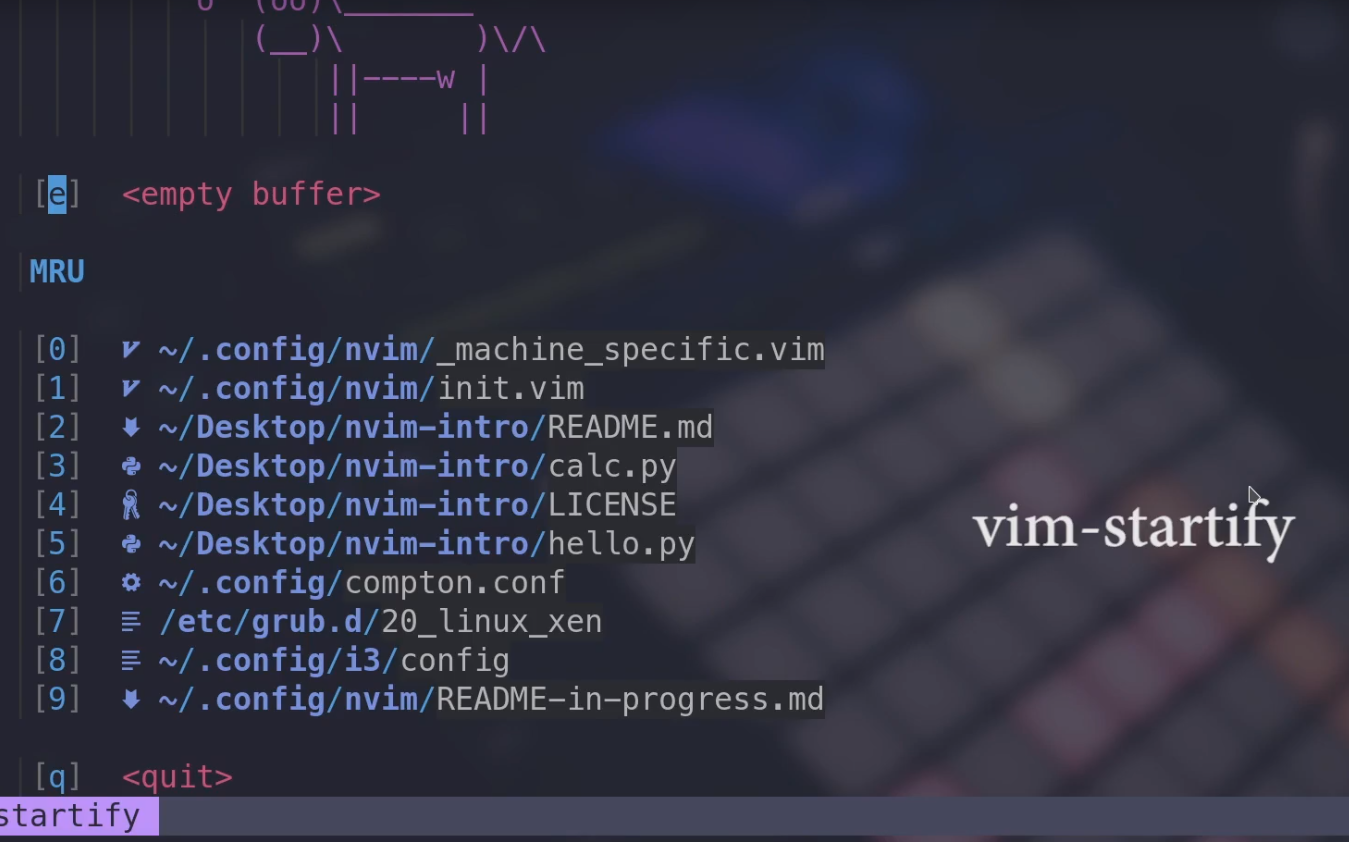 o  (oo)\_______
(__)\       )\/\
||----w |
||     ||
[e]  <empty buffer>
MRU
[0]  ~/.config/nvim/_machine_specific.vim
[1]  ~/.config/nvim/init.vim
[2]  ~/Desktop/nvim-intro/README.md
[3]  ~/Desktop/nvim-intro/calc.py
[4]  ~/Desktop/nvim-intro/LICENSE
[5]  ~/Desktop/nvim-intro/hello.py
[6]  ~/.config/compton.conf
[7]  /etc/grub.d/20_linux_xen
[8]  ~/.config/i3/config
[9]  ~/.config/nvim/README-in-progress.md
vim-startify
[q]  <quit>
startify